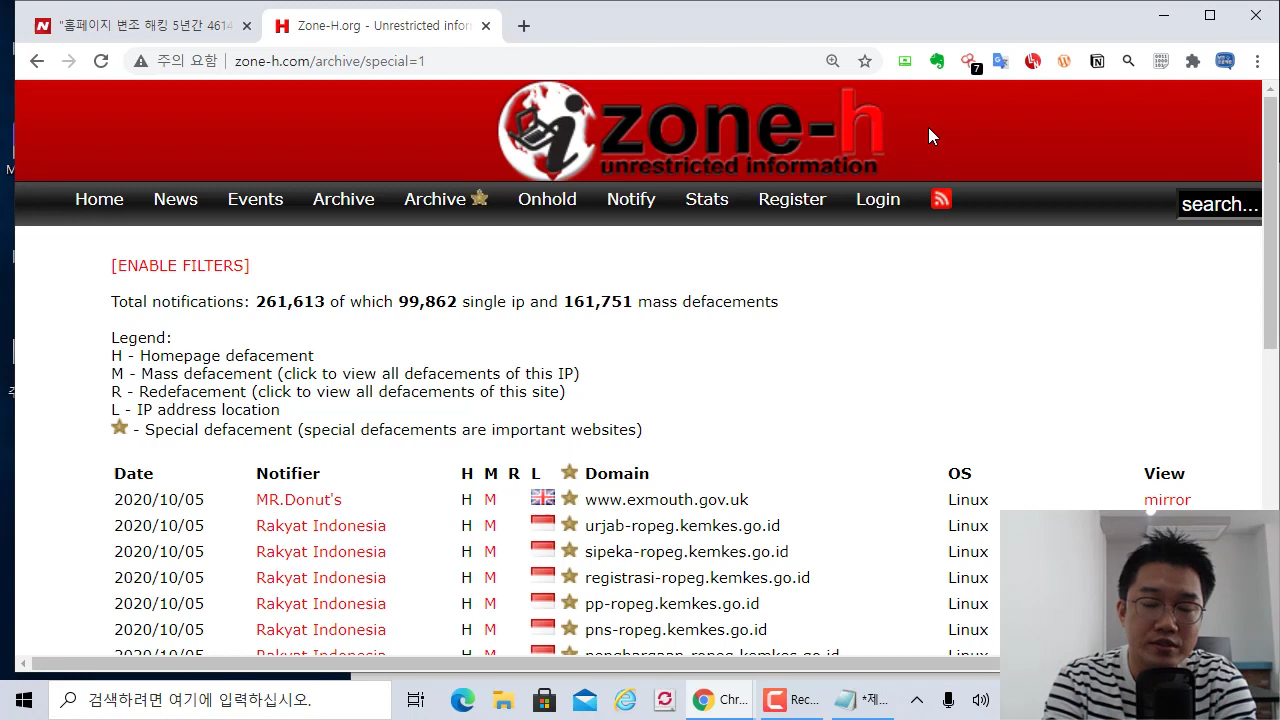 "홈페이지 변조 해킹 5년간 4614
Zone-H.org - Unrestricted infor
주의 요함
zone-h.com/archive/special=1
7
zone-h
unrestricted information
Home
News
Events
Archive
Archive
Onhold
Notify
Stats
Register
Login
search...
[ENABLE FILTERS]
Total notifications: 261,613 of which 99,862 single ip and 161,751 mass defacements
Legend:
H - Homepage defacement
M - Mass defacement (click to view all defacements of this IP)
R - Redefacement (click to view all defacements of this site)
L - IP address location
- Special defacement (special defacements are important websites)
Date Notifier H M R L Domain OS View
2020/10/05 MR.Donut's H M www.exmouth.gov.uk Linux mirror
2020/10/05 Rakyat Indonesia H M urjab-ropeg.kemkes.go.id Linux
2020/10/05 Rakyat Indonesia H M sipeka-ropeg.kemkes.go.id Linux
2020/10/05 Rakyat Indonesia H M registrasi-ropeg.kemkes.go.id Linux
2020/10/05 Rakyat Indonesia H M pp-ropeg.kemkes.go.id Linux
2020/10/05 Rakyat Indonesia H M pns-ropeg.kemkes.go.id Linux
검색하려면 여기에 입력하십시오.
Chr...
Rec...
*제...